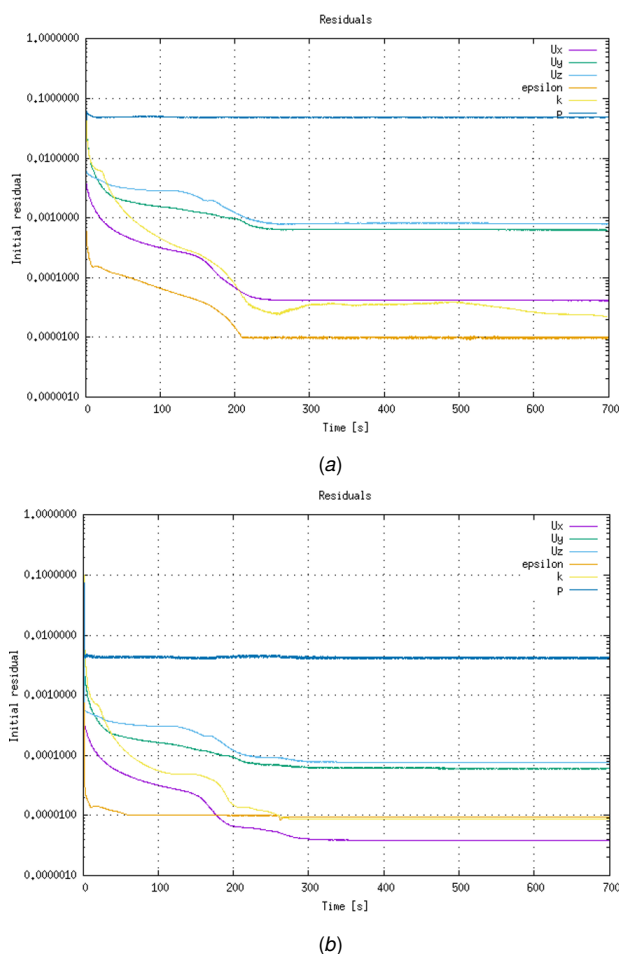 Residuals
1.0000000
0.1000000
0.0100000
0.0010000
0.0001000
0.0000100
0.0000010
Initial residual
Ux
Uy
Uz
epsilon
k
p
0 100 200 300 400 500 600 700
Time [s]
(a)
Residuals
1.0000000
0.1000000
0.0100000
0.0010000
0.0001000
0.0000100
0.0000010
Initial residual
Ux
Uy
Uz
epsilon
k
p
0 100 200 300 400 500 600 700
Time [s]
(b)